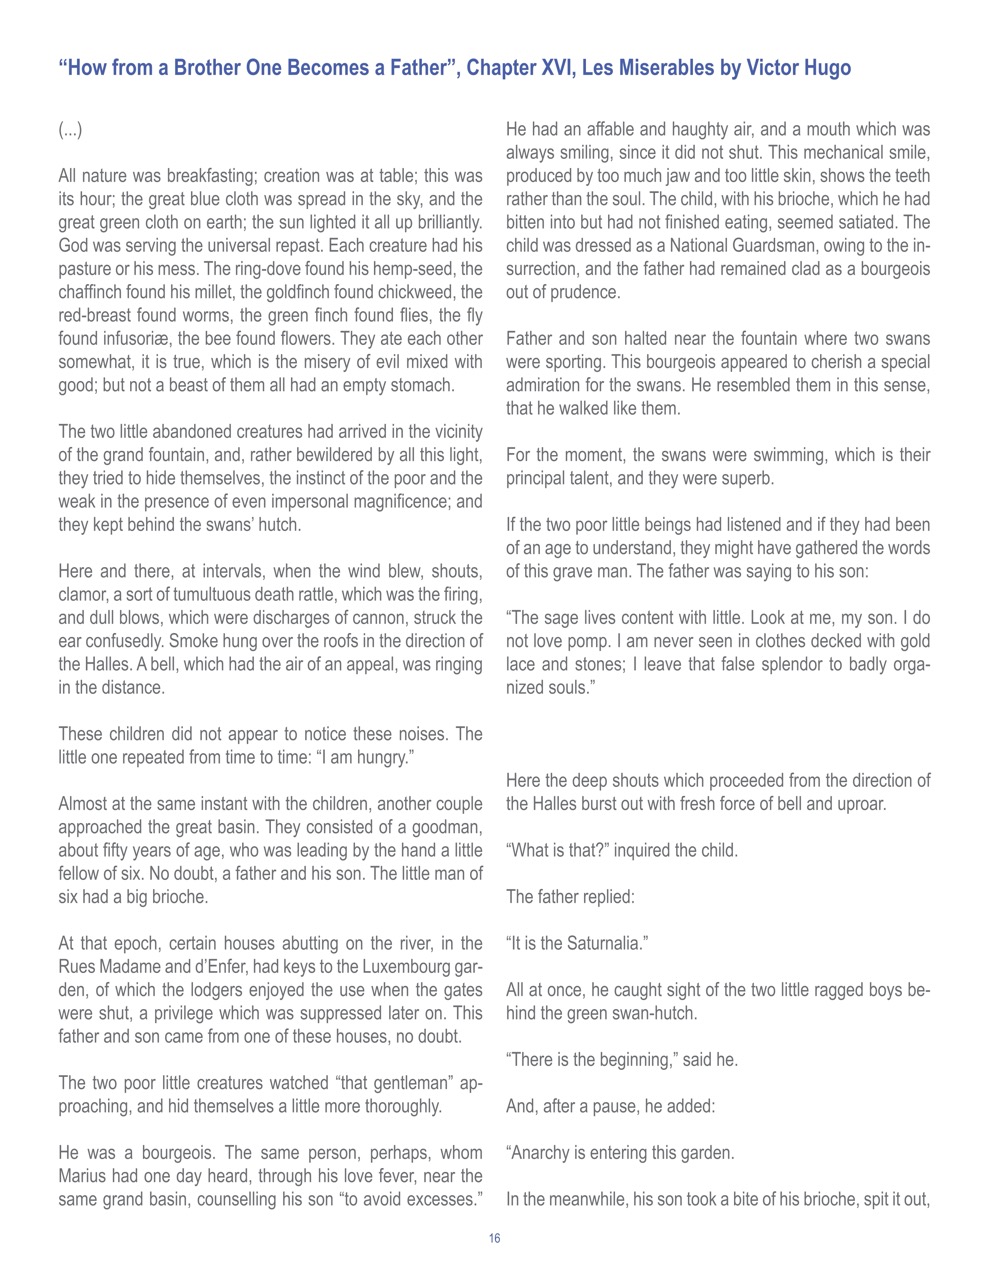 “How from a Brother One Becomes a Father”, Chapter XVI, Les Miserables by Victor Hugo
(...)
All nature was breakfasting; creation was at table; this was
its hour; the great blue cloth was spread in the sky, and the
great green cloth on earth; the sun lighted it all up brilliantly.
God was serving the universal repast. Each creature had his
pasture or his mess. The ring-dove found his hemp-seed, the
chaffinch found his millet, the goldfinch found chickweed, the
red-breast found worms, the green finch found flies, the fly
found infusoriæ, the bee found flowers. They ate each other
somewhat, it is true, which is the misery of evil mixed with
good; but not a beast of them all had an empty stomach.
The two little abandoned creatures had arrived in the vicinity
of the grand fountain, and, rather bewildered by all this light,
they tried to hide themselves, the instinct of the poor and the
weak in the presence of even impersonal magnificence; and
they kept behind the swans’ hutch.
Here and there, at intervals, when the wind blew, shouts,
clamor, a sort of tumultuous death rattle, which was the firing,
and dull blows, which were discharges of cannon, struck the
ear confusedly. Smoke hung over the roofs in the direction of
the Halles. A bell, which had the air of an appeal, was ringing
in the distance.
These children did not appear to notice these noises. The
little one repeated from time to time: “I am hungry.”
Almost at the same instant with the children, another couple
approached the great basin. They consisted of a goodman,
about fifty years of age, who was leading by the hand a little
fellow of six. No doubt, a father and his son. The little man of
six had a big brioche.
At that epoch, certain houses abutting on the river, in the
Rues Madame and d’Enfer, had keys to the Luxembourg gar-
den, of which the lodgers enjoyed the use when the gates
were shut, a privilege which was suppressed later on. This
father and son came from one of these houses, no doubt.
The two poor little creatures watched “that gentleman” ap-
proaching, and hid themselves a little more thoroughly.
He was a bourgeois. The same person, perhaps, whom
Marius had one day heard, through his love fever, near the
same grand basin, counselling his son “to avoid excesses.”
He had an affable and haughty air, and a mouth which was
always smiling, since it did not shut. This mechanical smile,
produced by too much jaw and too little skin, shows the teeth
rather than the soul. The child, with his brioche, which he had
bitten into but had not finished eating, seemed satiated. The
child was dressed as a National Guardsman, owing to the in-
surrection, and the father had remained clad as a bourgeois
out of prudence.
Father and son halted near the fountain where two swans
were sporting. This bourgeois appeared to cherish a special
admiration for the swans. He resembled them in this sense,
that he walked like them.
For the moment, the swans were swimming, which is their
principal talent, and they were superb.
If the two poor little beings had listened and if they had been
of an age to understand, they might have gathered the words
of this grave man. The father was saying to his son:
“The sage lives content with little. Look at me, my son. I do
not love pomp. I am never seen in clothes decked with gold
lace and stones; I leave that false splendor to badly orga-
nized souls.”
Here the deep shouts which proceeded from the direction of
the Halles burst out with fresh force of bell and uproar.
“What is that?” inquired the child.
The father replied:
“It is the Saturnalia.”
All at once, he caught sight of the two little ragged boys be-
hind the green swan-hutch.
“There is the beginning,” said he.
And, after a pause, he added:
“Anarchy is entering this garden.
In the meanwhile, his son took a bite of his brioche, spit it out,
16